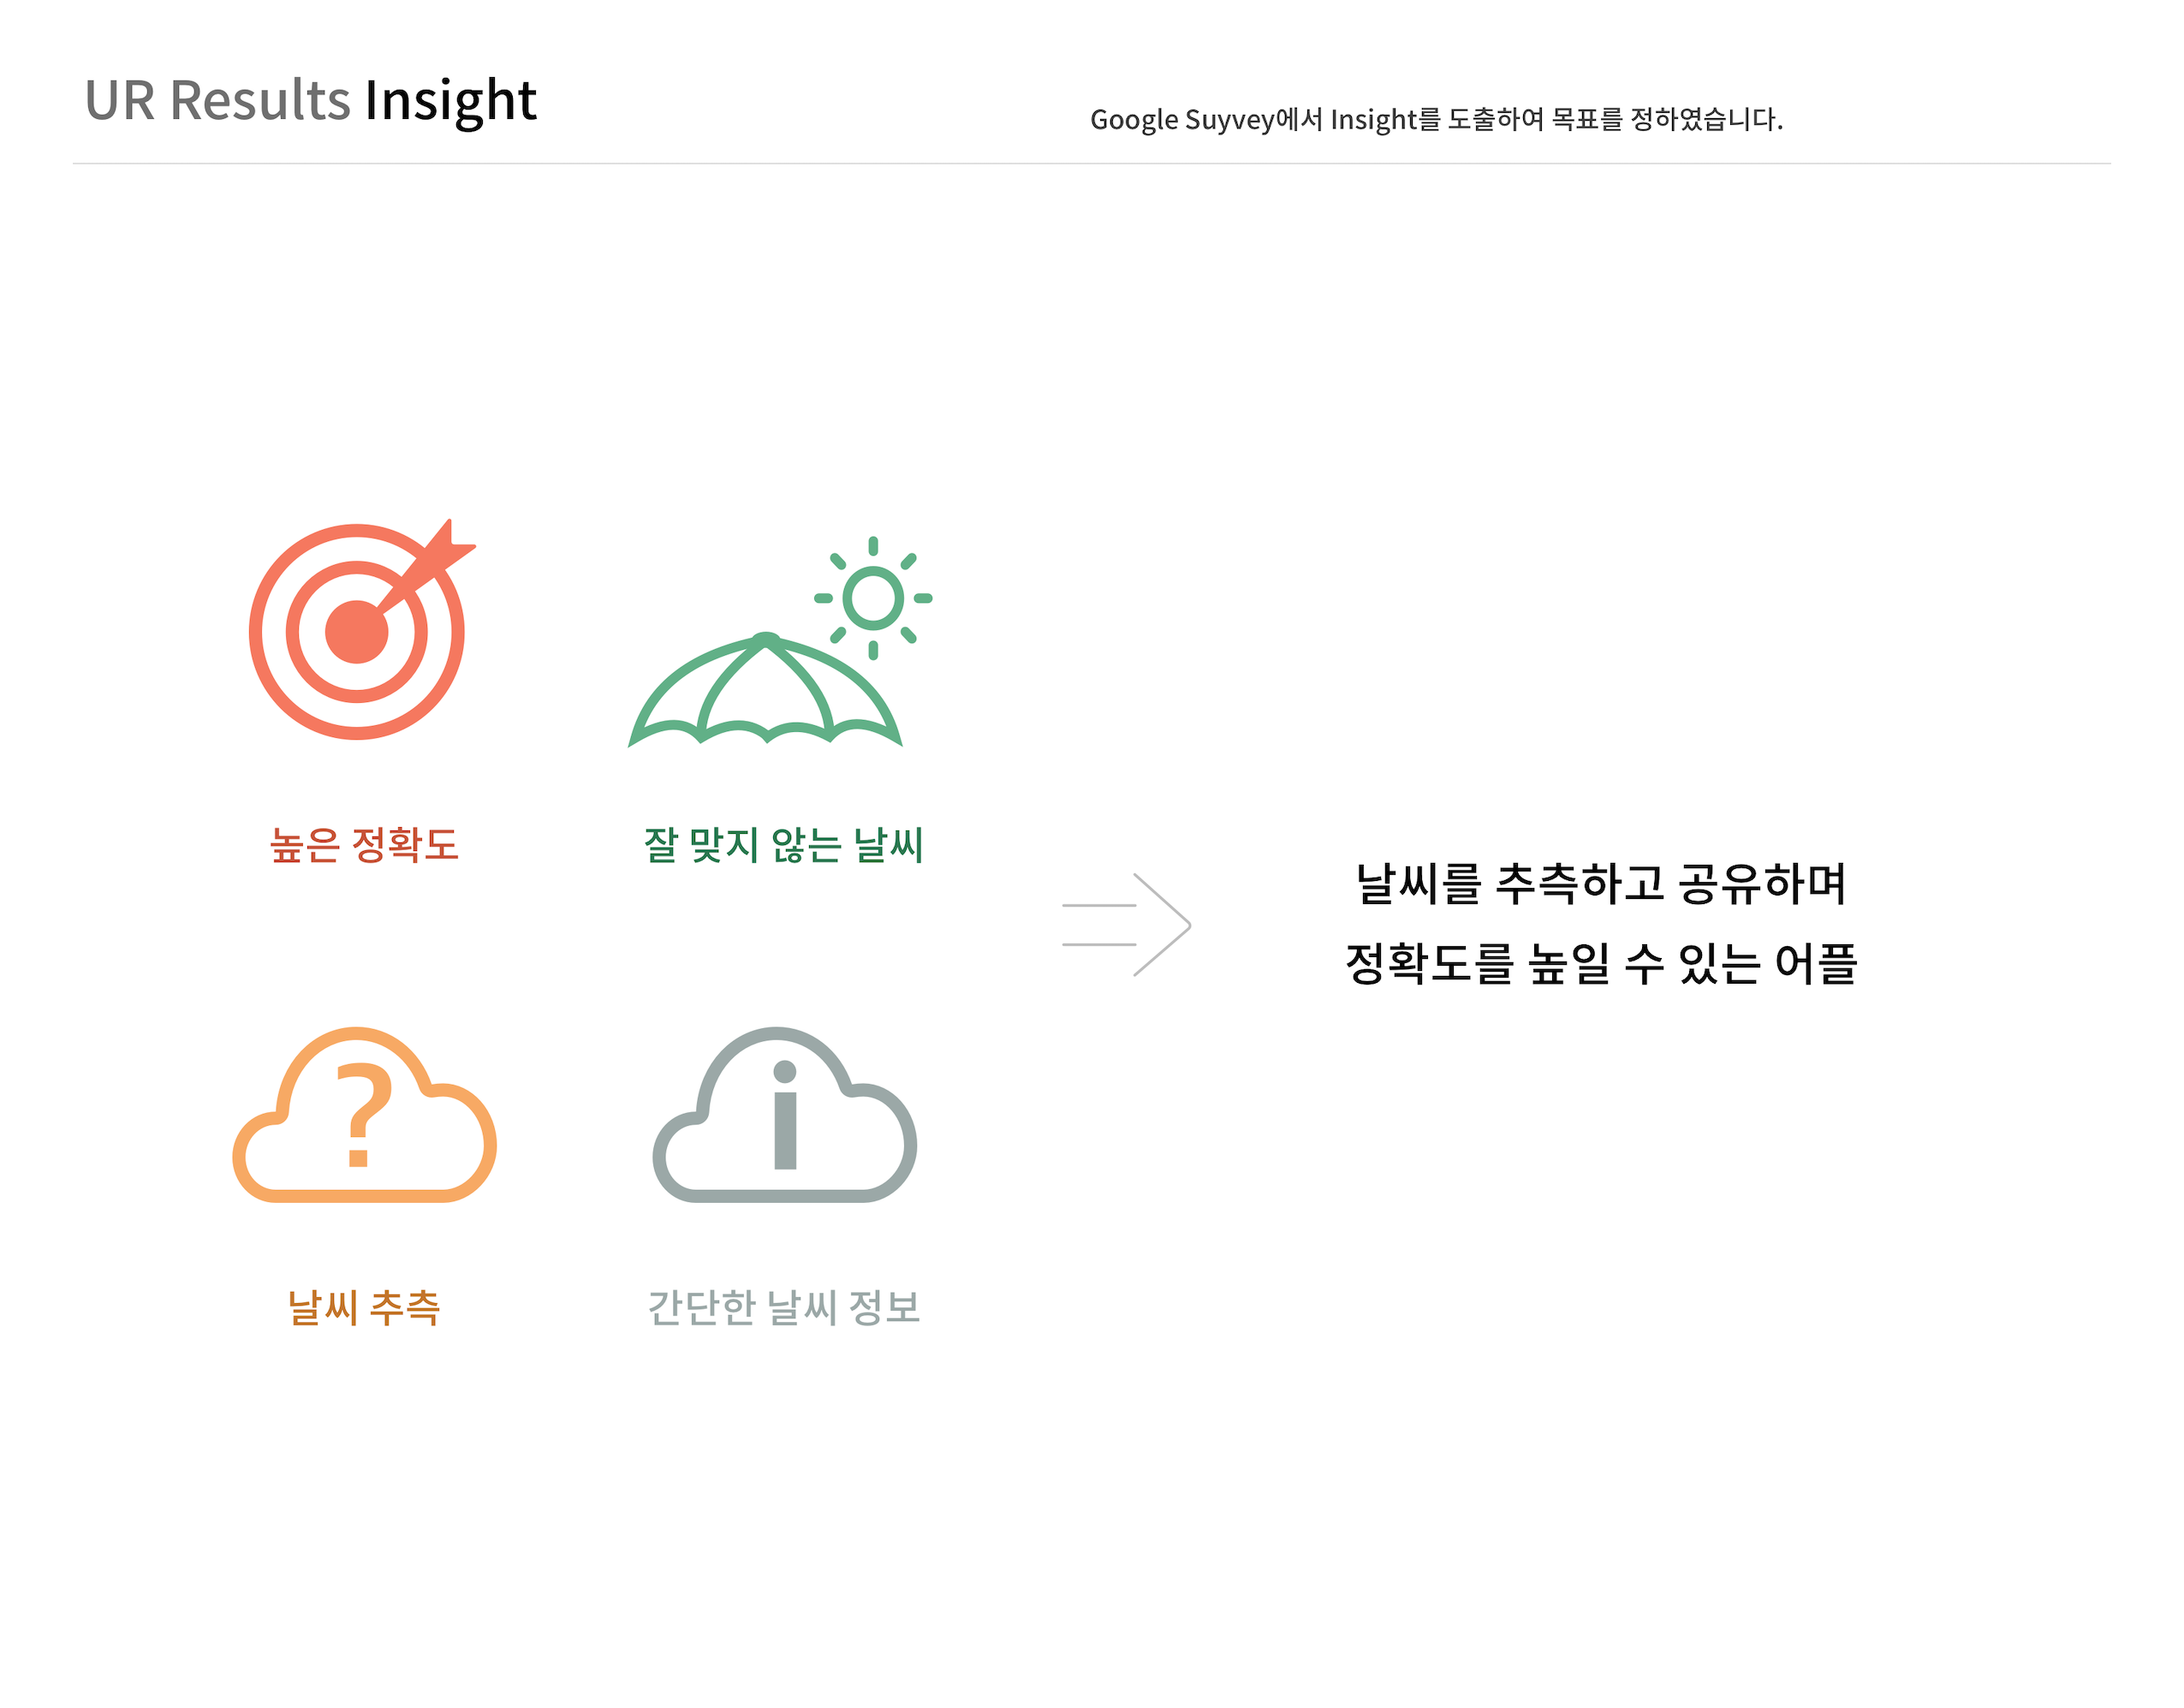 UR Results Insight
Google Suyvey에서 Insight를 도출하여 목표를 정하였습니다.
높은 정확도
잘 맞지 않는 날씨
날씨를 추측하고 공유하며
정확도를 높일 수 있는 어플
?
i
날씨 추측
간단한 날씨 정보